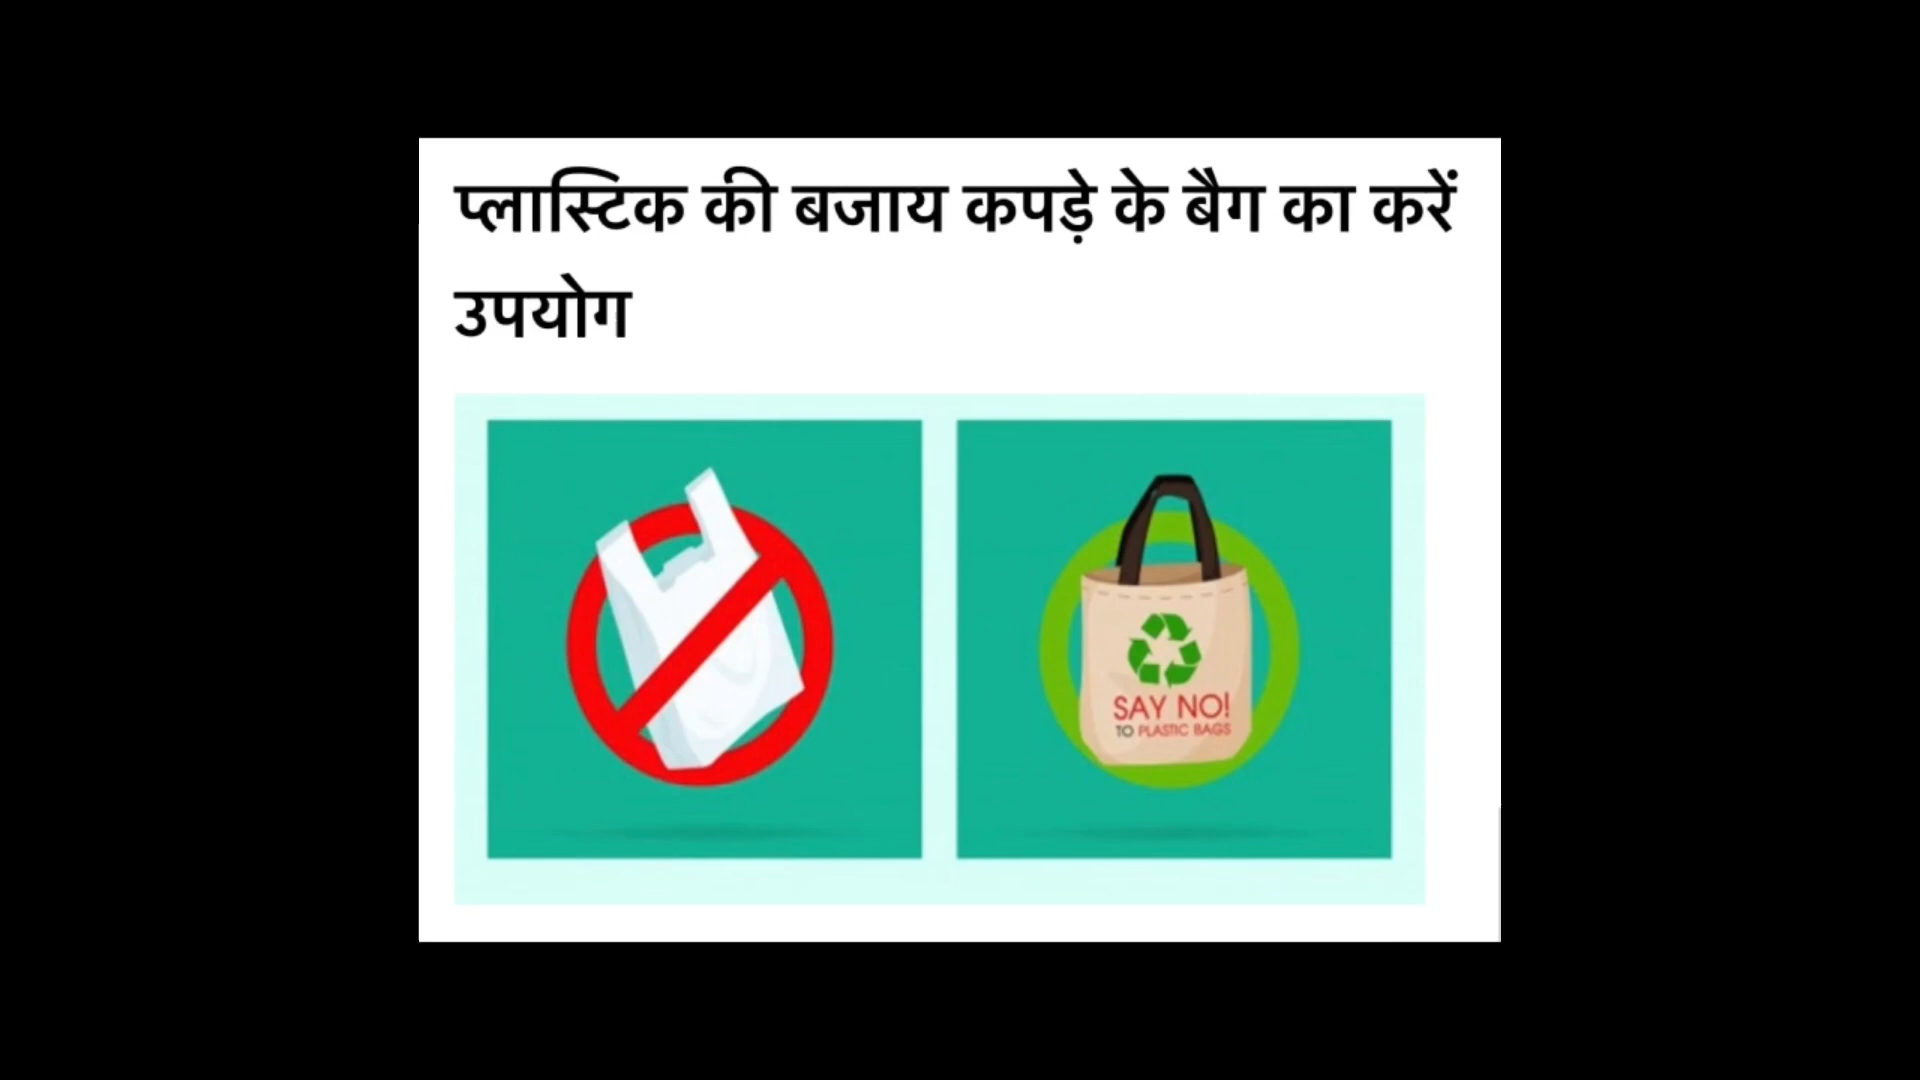 प्लास्टिक की बजाय कपड़े के बैग का करें
उपयोग
SAY NO!
TO PLASTIC BAGS